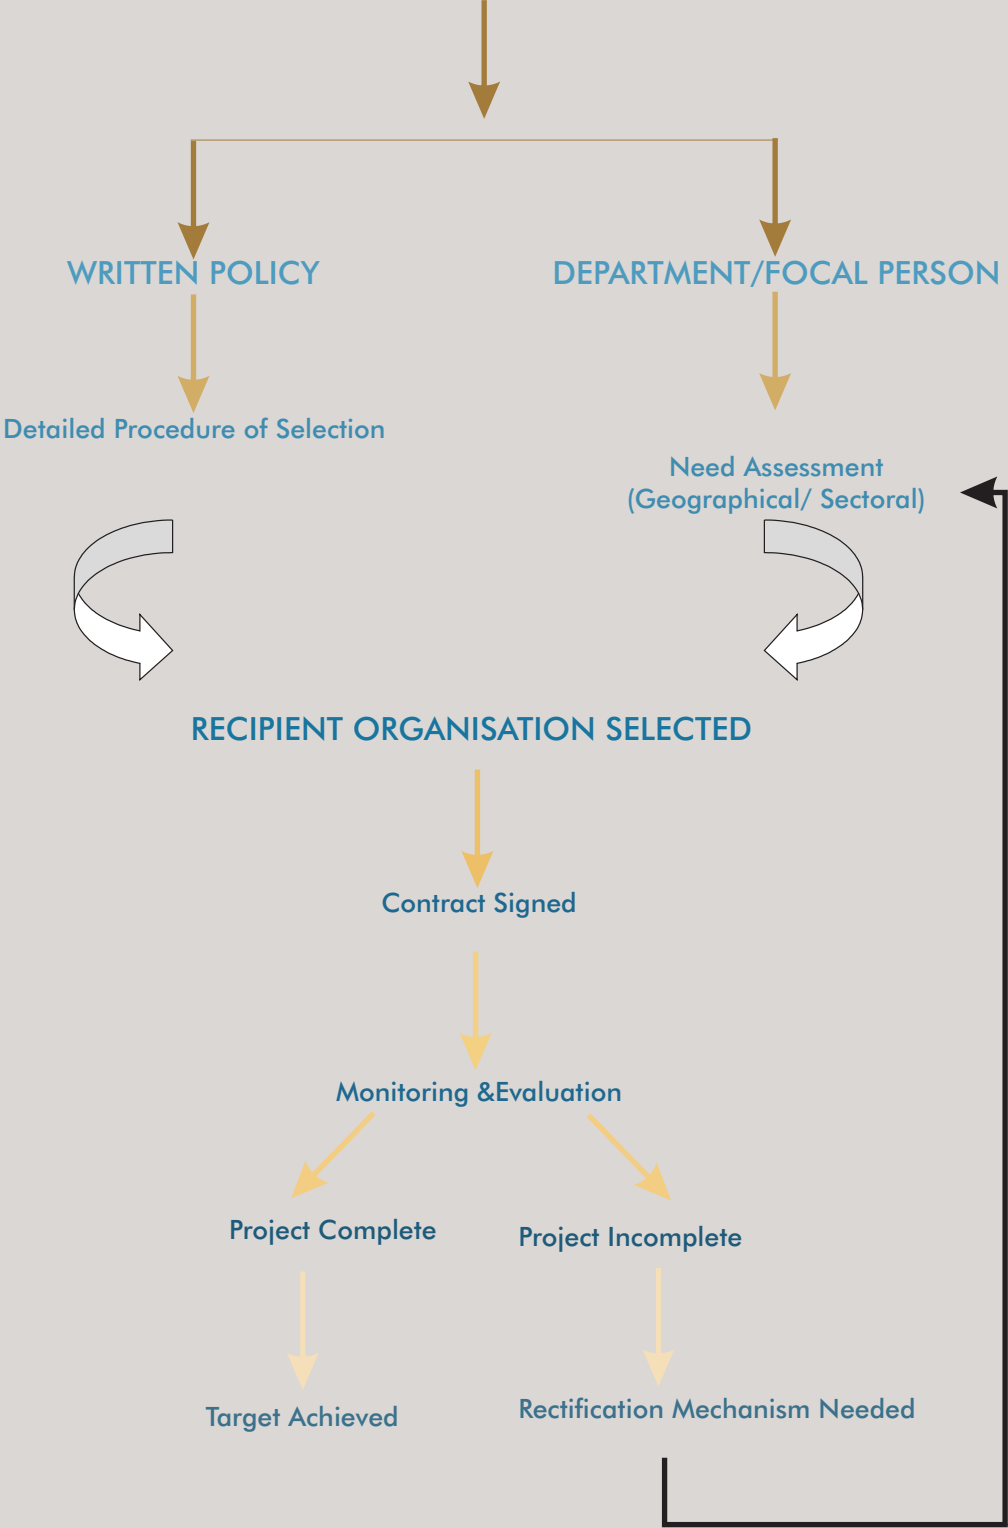 WRITTEN POLICY
DEPARTMENT/FOCAL PERSON
Detailed Procedure of Selection
Need Assessment
(Geographical/ Sectoral)
RECIPIENT ORGANISATION SELECTED
Contract Signed
Monitoring &Evaluation
Project Complete
Project Incomplete
Target Achieved
Rectification Mechanism Needed